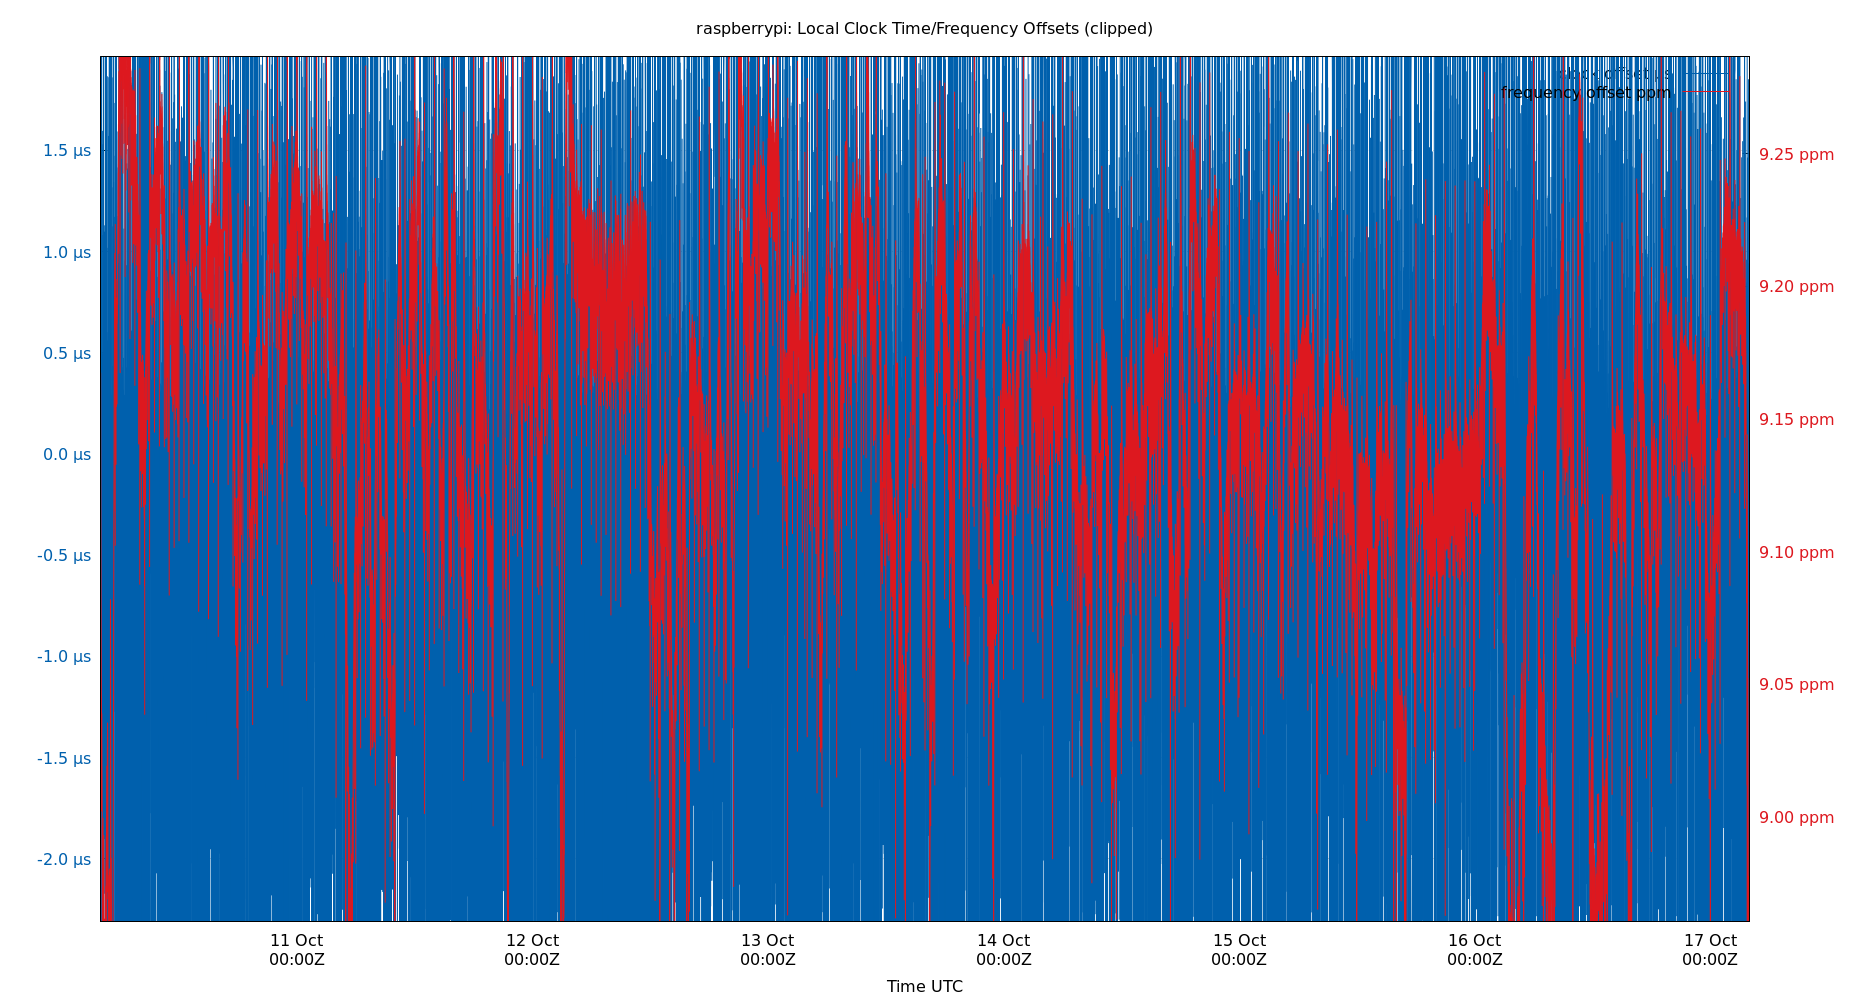 raspberrypi: Local Clock Time/Frequency Offsets (clipped)
clock offset µs
frequency offset ppm
1.5 µs
1.0 µs
0.5 µs
0.0 µs
-0.5 µs
-1.0 µs
-1.5 µs
-2.0 µs
9.25 ppm
9.20 ppm
9.15 ppm
9.10 ppm
9.05 ppm
9.00 ppm
11 Oct 12 Oct 13 Oct 14 Oct 15 Oct 16 Oct 17 Oct
00:00Z 00:00Z 00:00Z 00:00Z 00:00Z 00:00Z 00:00Z
Time UTC